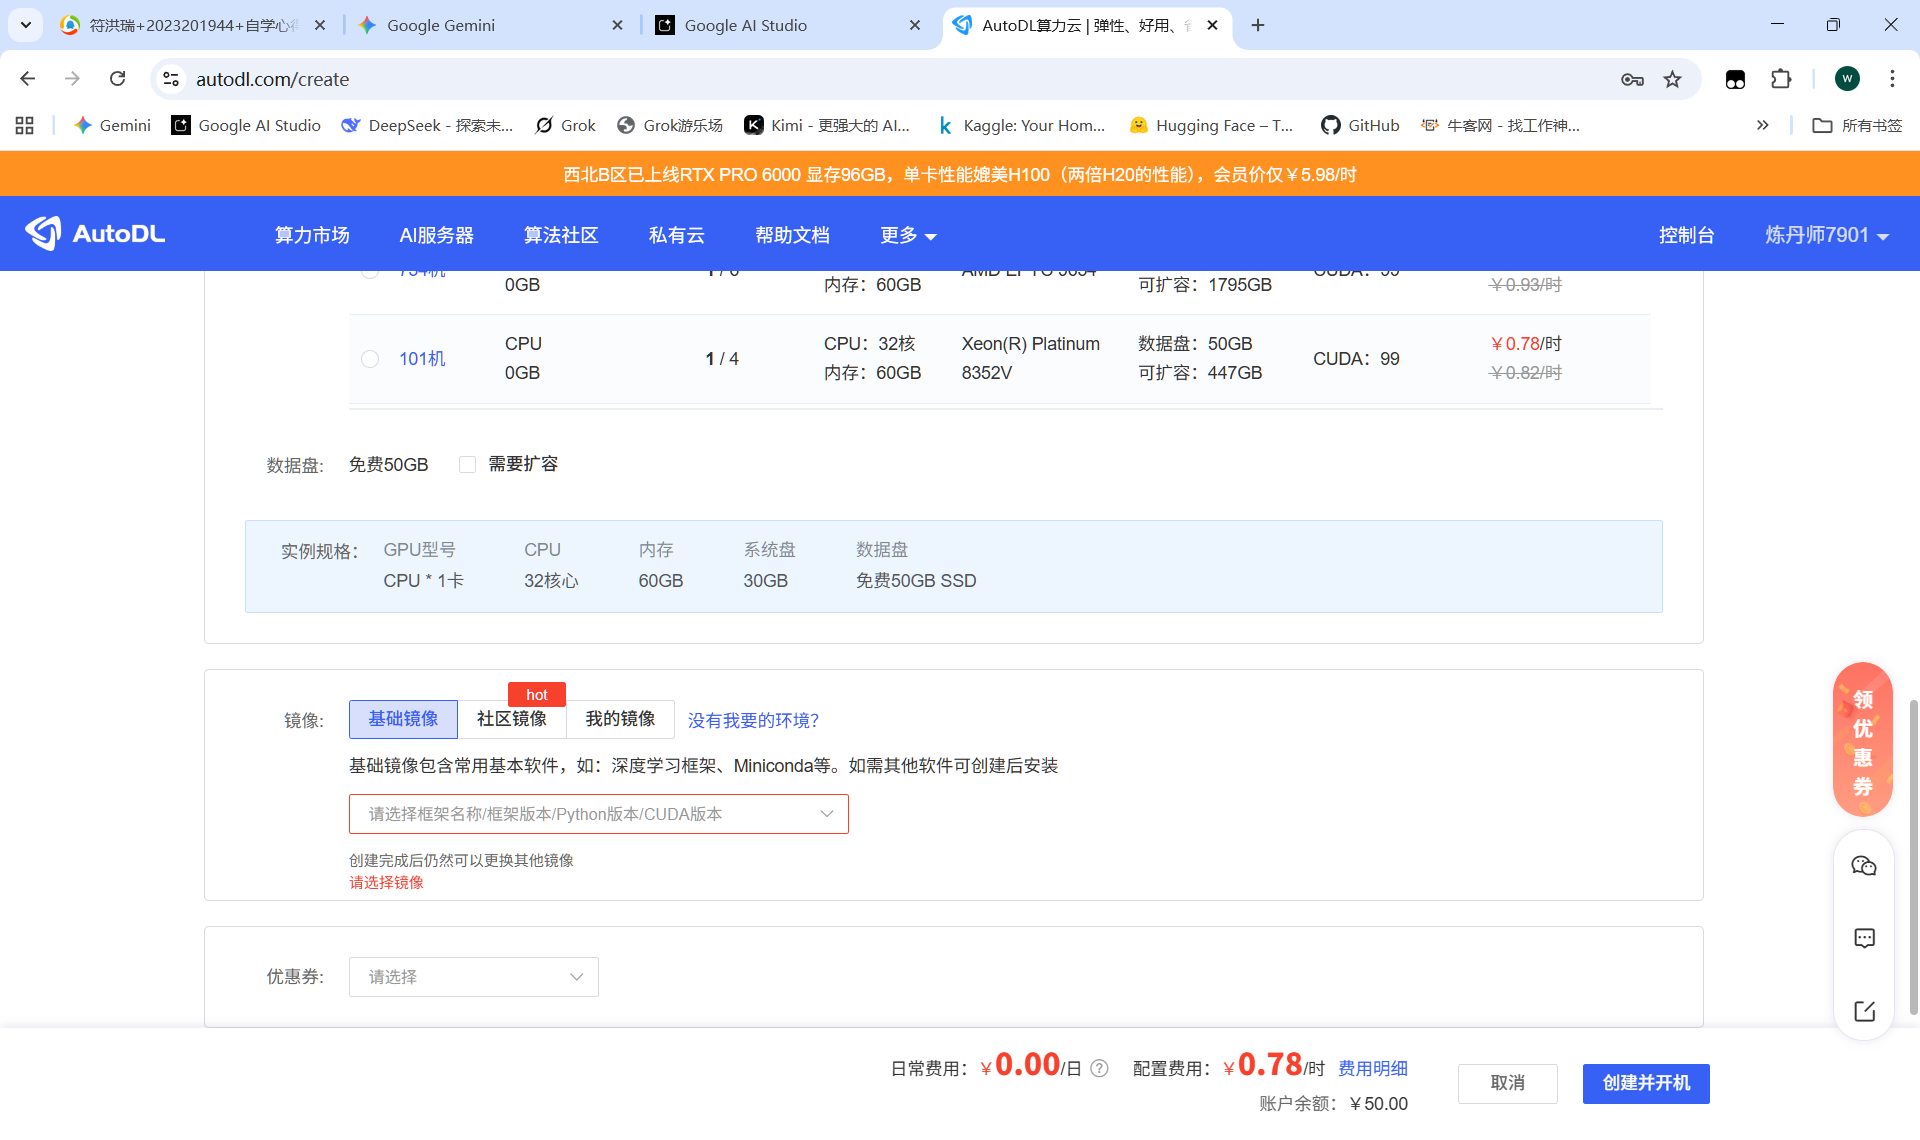 符洪瑞+2023201944+自学心
Google Gemini
Google AI Studio
AutoDL算力云 | 弹性、好用、
autodl.com/create
W
Gemini
Google AI Studio
DeepSeek - 探索未...
Grok
Grok游乐场
Kimi - 更强大的 AI...
Kaggle: Your Hom...
Hugging Face – T...
GitHub
牛客网 - 找工作神...
所有书签
西北B区已上线RTX PRO 6000 显存96GB，单卡性能媲美H100（两倍H20的性能），会员价仅￥5.98/时
AutoDL
算力市场
AI服务器
算法社区
私有云
帮助文档
更多
控制台
炼丹师7901
0GB
内存：60GB
可扩容：1795GB
￥0.93/时
101机
CPU
0GB
1 / 4
CPU：32核
内存：60GB
Xeon(R) Platinum
8352V
数据盘：50GB
可扩容：447GB
CUDA：99
￥0.78/时
￥0.82/时
数据盘:
免费50GB
需要扩容
实例规格：
GPU型号
CPU
内存
系统盘
数据盘
CPU * 1卡
32核心
60GB
30GB
免费50GB SSD
hot
镜像:
基础镜像
社区镜像
我的镜像
没有我要的环境？
基础镜像包含常用基本软件，如：深度学习框架、Miniconda等。如需其他软件可创建后安装
请选择框架名称/框架版本/Python版本/CUDA版本
创建完成后仍然可以更换其他镜像
请选择镜像
优惠券:
请选择
领
优
惠
券
日常费用：￥0.00/日
配置费用：￥0.78/时
费用明细
账户余额：￥50.00
取消
创建并开机